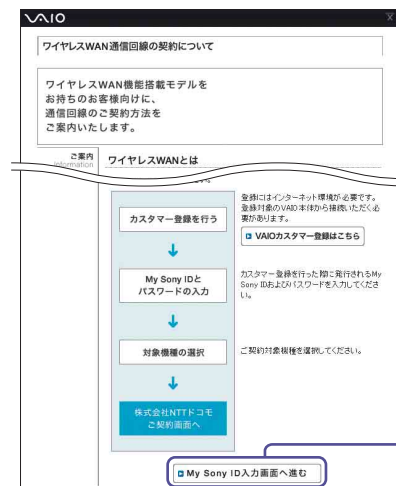 VAIO
X
ワイヤレスWAN通信回線の契約について
ワイヤレスWAN機能搭載モデルを
お持ちのお客様向けに、
通信回線のご契約方法を
ご案内いたします。
ご案内
information
ワイヤレスWANとは
カスタマー登録を行う
登録にはインターネット環境が必要です。
登録対象のVAIO本体から接続いただく必
要があります。
VAIOカスタマー登録はこちら
My Sony IDと
パスワードの入力
カスタマー登録を行った際に発行されるMy
Sony IDおよびパスワードを入力してくださ
い。
対象機種の選択
ご契約対象機種を選択してください。
株式会社NTTドコモ
ご契約画面へ
My Sony ID入力画面へ進む